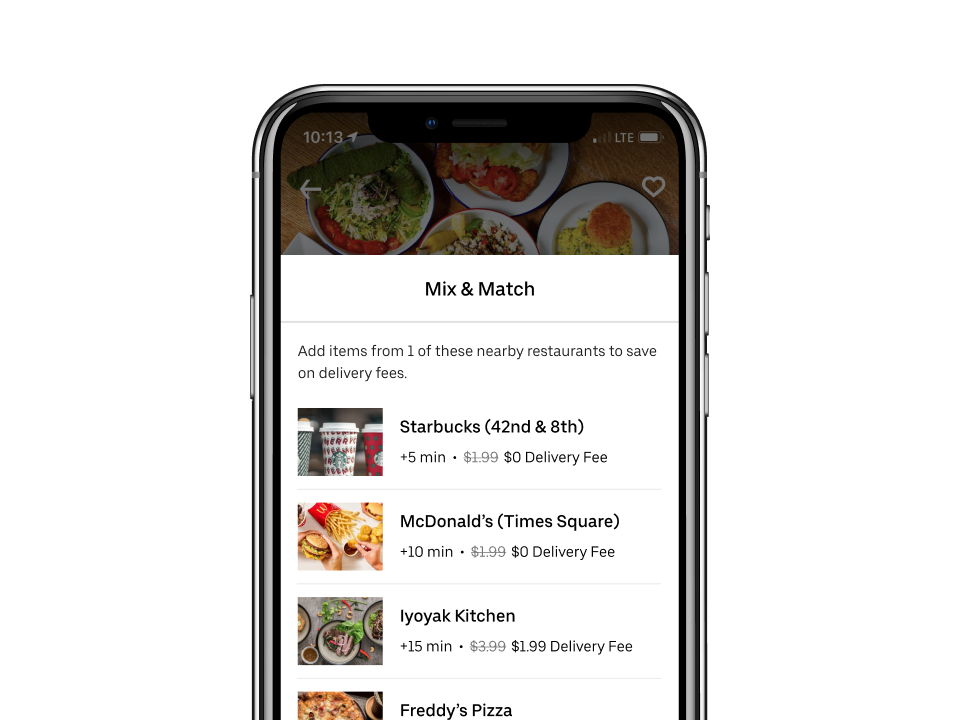 10:13 LTE
Mix & Match
Add items from 1 of these nearby restaurants to save
on delivery fees.
Starbucks (42nd & 8th)
+5 min • $1.99 $0 Delivery Fee
McDonald's (Times Square)
+10 min • $1.99 $0 Delivery Fee
Iyoyak Kitchen
+15 min • $3.99 $1.99 Delivery Fee
Freddy's Pizza